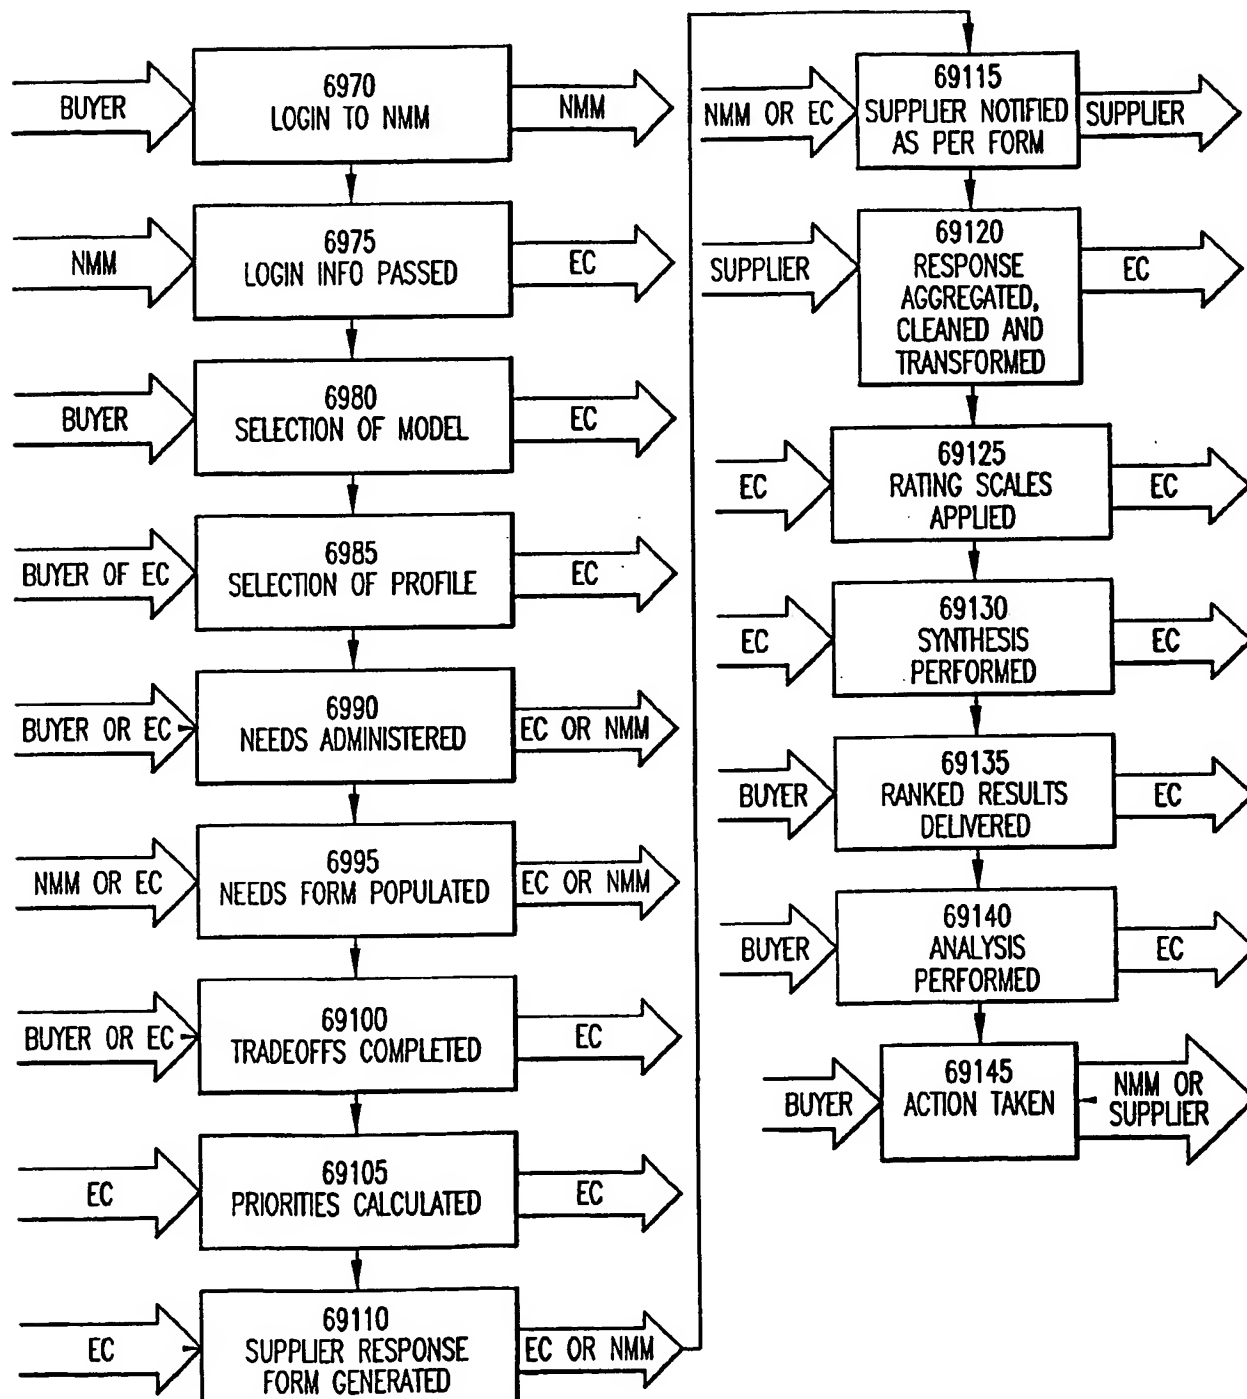 BUYER
6970
LOGIN TO NMM
NMM
NMM
6975
LOGIN INFO PASSED
EC
BUYER
6980
SELECTION OF MODEL
EC
BUYER OF EC
6985
SELECTION OF PROFILE
EC
BUYER OR EC
6990
NEEDS ADMINISTERED
EC OR NMM
NMM OR EC
6995
NEEDS FORM POPULATED
EC OR NMM
BUYER OR EC
69100
TRADEOFFS COMPLETED
EC
EC
69105
PRIORITIES CALCULATED
EC
EC
69110
SUPPLIER RESPONSE
FORM GENERATED
EC OR NMM
NMM OR EC
69115
SUPPLIER NOTIFIED
AS PER FORM
SUPPLIER
SUPPLIER
69120
RESPONSE
AGGREGATED,
CLEANED AND
TRANSFORMED
EC
EC
69125
RATING SCALES
APPLIED
EC
EC
69130
SYNTHESIS
PERFORMED
EC
BUYER
69135
RANKED RESULTS
DELIVERED
EC
BUYER
69140
ANALYSIS
PERFORMED
EC
BUYER
69145
ACTION TAKEN
NMM OR
SUPPLIER